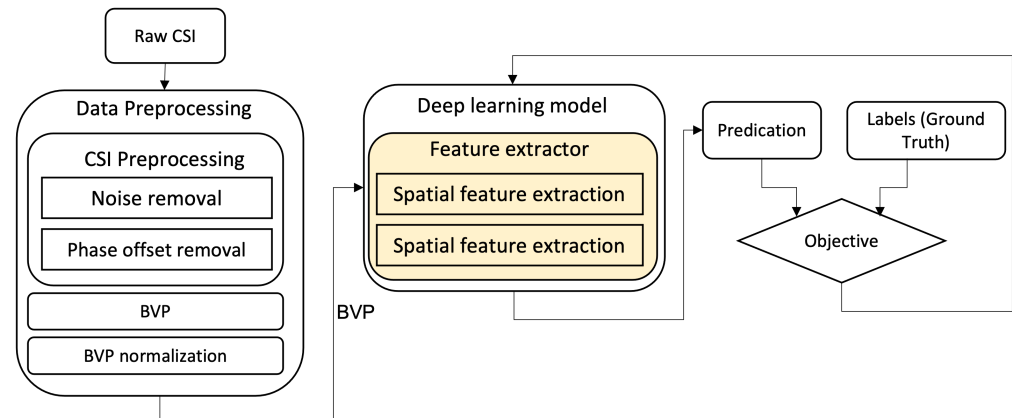 Raw CSI
Data Preprocessing
CSI Preprocessing
Noise removal
Phase offset removal
BVP
BVP normalization
BVP
Deep learning model
Feature extractor
Spatial feature extraction
Spatial feature extraction
Predication
Labels (Ground
Truth)
Objective